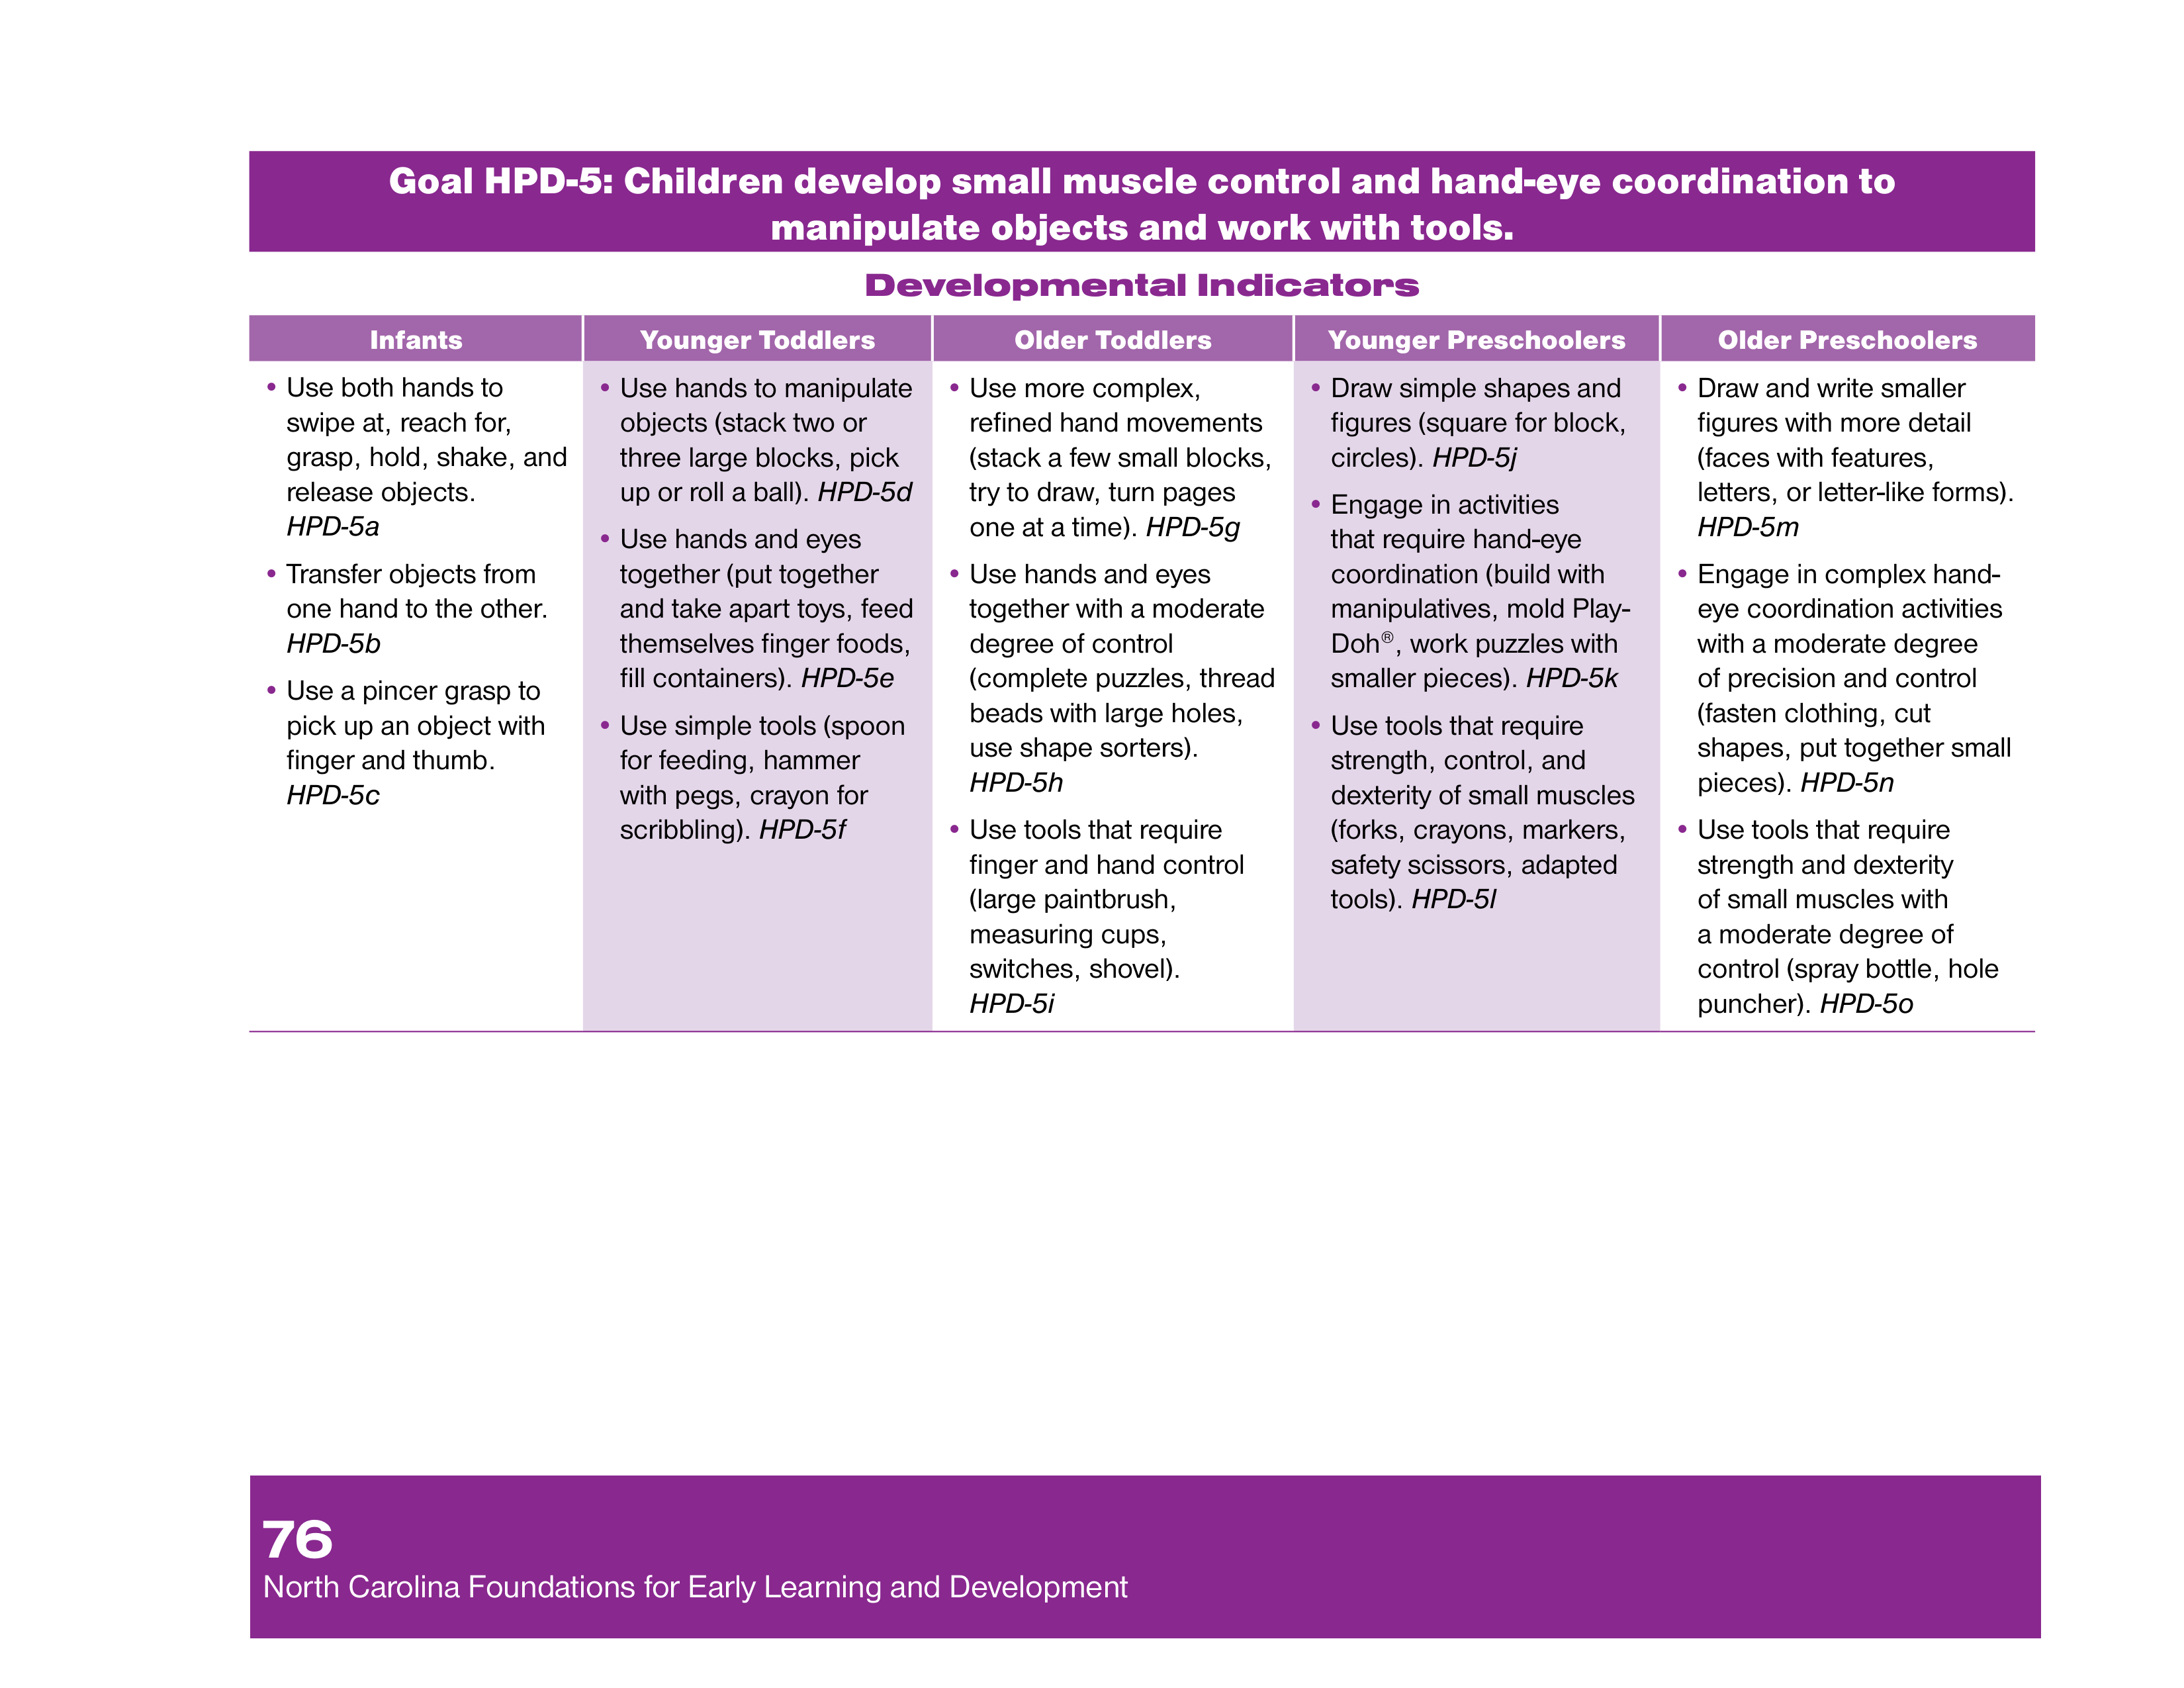 Goal HPD-5: Children develop small muscle control and hand-eye coordination to
manipulate objects and work with tools.
Developmental Indicators
Infants
• Use both hands to
swipe at, reach for,
grasp, hold, shake, and
release objects.
HPD-5a
• Transfer objects from
one hand to the other.
HPD-5b
• Use a pincer grasp to
pick up an object with
finger and thumb.
HPD-5c
Younger Toddlers
• Use hands to manipulate
objects (stack two or
three large blocks, pick
up or roll a ball). HPD-5d
• Use hands and eyes
together (put together
and take apart toys, feed
themselves finger foods,
fill containers). HPD-5e
• Use simple tools (spoon
for feeding, hammer
with pegs, crayon for
scribbling). HPD-5f
Older Toddlers
• Use more complex,
refined hand movements
(stack a few small blocks,
try to draw, turn pages
one at a time). HPD-5g
• Use hands and eyes
together with a moderate
degree of control
(complete puzzles, thread
beads with large holes,
use shape sorters).
HPD-5h
• Use tools that require
finger and hand control
(large paintbrush,
measuring cups,
switches, shovel).
HPD-5i
Younger Preschoolers
• Draw simple shapes and
figures (square for block,
circles). HPD-5j
• Engage in activities
that require hand-eye
coordination (build with
manipulatives, mold Play-
Doh®, work puzzles with
smaller pieces). HPD-5k
• Use tools that require
strength, control, and
dexterity of small muscles
(forks, crayons, markers,
safety scissors, adapted
tools). HPD-5l
Older Preschoolers
• Draw and write smaller
figures with more detail
(faces with features,
letters, or letter-like forms).
HPD-5m
• Engage in complex hand-
eye coordination activities
with a moderate degree
of precision and control
(fasten clothing, cut
shapes, put together small
pieces). HPD-5n
• Use tools that require
strength and dexterity
of small muscles with
a moderate degree of
control (spray bottle, hole
puncher). HPD-5o
76
North Carolina Foundations for Early Learning and Development